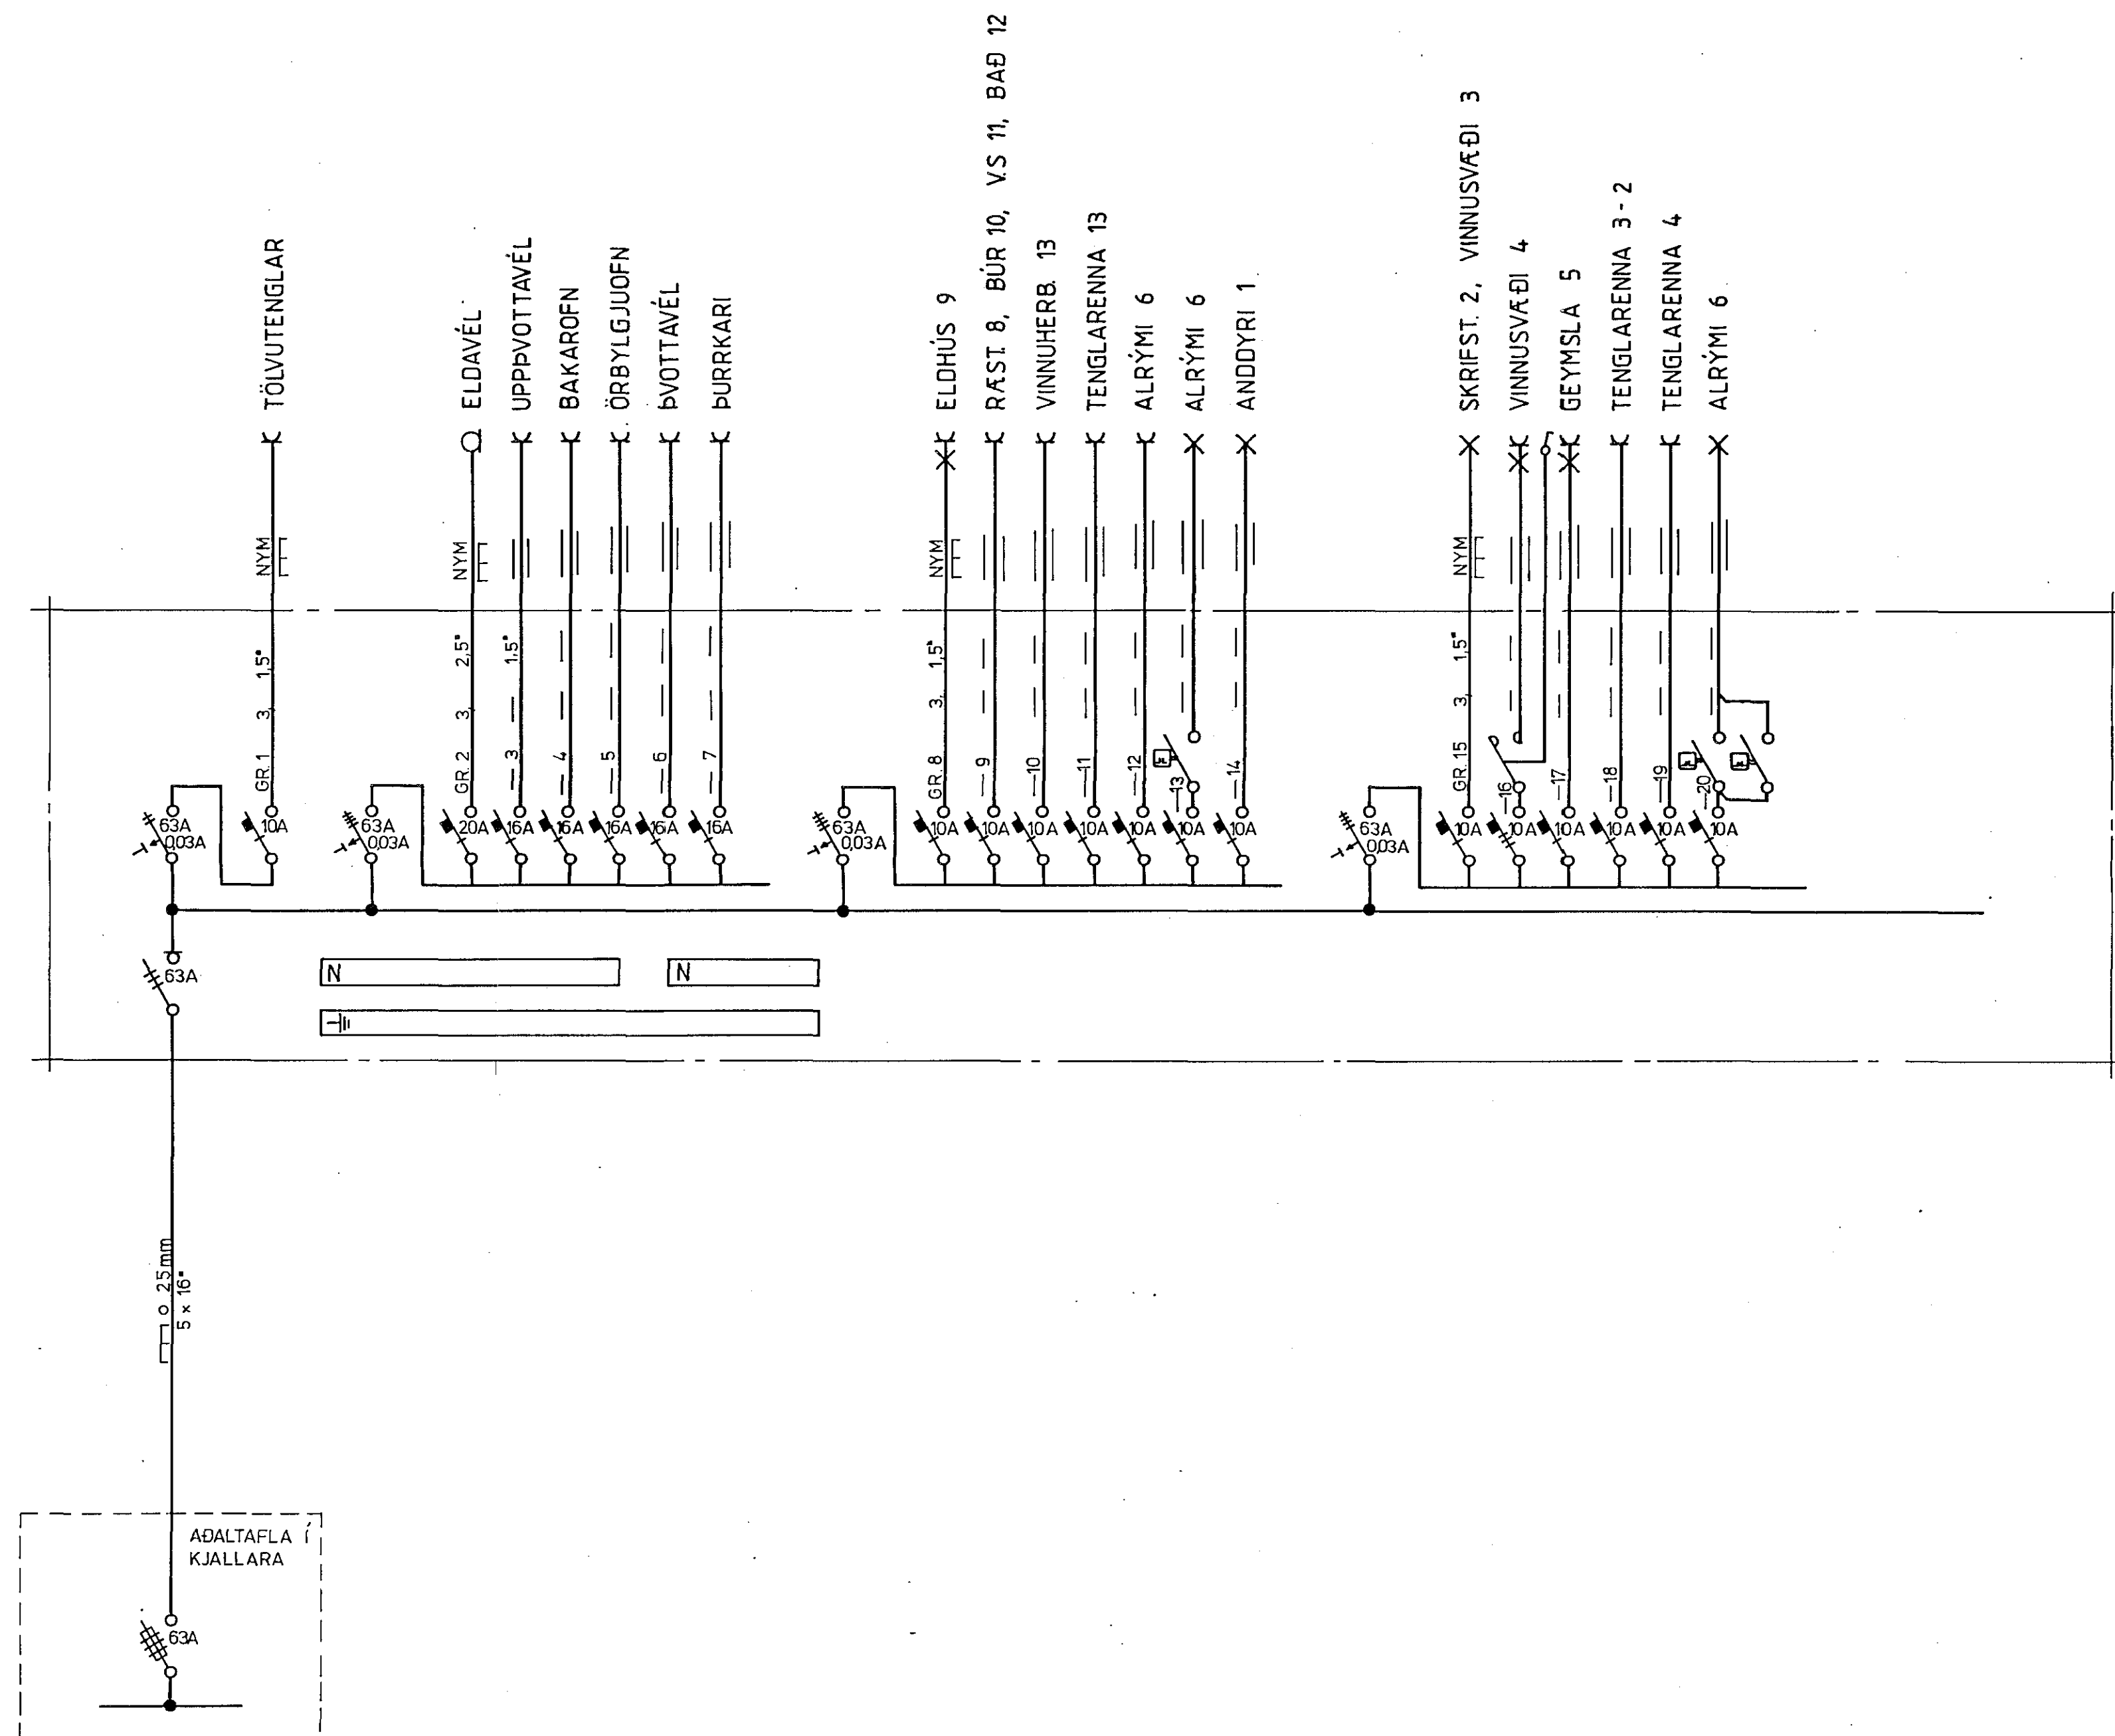 TÖLVUTENGLAR
ELDAVÉL
UPPÞVOTTAVÉL
BAKAROFN
ÖRBYLGJUOFN
ÞVOTTAVÉL
ÞURRKARI
ELDHÚS 9
RÆST. 8, BÚR 10, V.S 11, BAÐ 12
VINNUHERB. 13
TENGLARENNA 13
ALRÝMI 6
ALRÝMI 6
ANDDYRI 1
SKRIFST. 2, VINNUSVÆÐI 3
VINNUSVÆÐI 4
GEYMSLA 5
TENGLARENNA 3-2
TENGLARENNA 4
ALRÝMI 6
NYM
NYM
NYM
NYM
GR. 1 3, 1,5"
GR. 2 3, 2,5"
— 3 — 1,5"
— 4
— 5
— 6
— 7
GR. 8 3, 1,5"
— 9
—10
—11
—12
—13
—14
GR. 15 3, 1,5"
—16
—17
—18
—19
—20
63A
0,03A
10A
63A
0,03A
20A
16A
16A
16A
16A
16A
63A
0,03A
10A
10A
10A
10A
10A
10A
10A
63A
0,03A
10A
10A
10A
10A
10A
10A
63A
N
N
o 25mm
5 × 16"
AÐALTAFLA Í
KJALLARA
63A